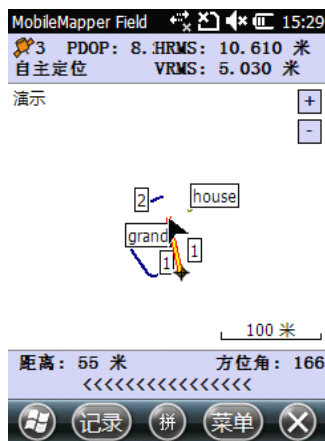 MobileMapper Field 15:29
3 PDOP: 8. HRMS: 10.610 米
自主定位 VRMS: 5.030 米
演示
+
-
2
house
grand
1
1
100 米
距离: 55 米 方位角: 166
<<<<<<<<<<<<<<<<
记录 拼 菜单